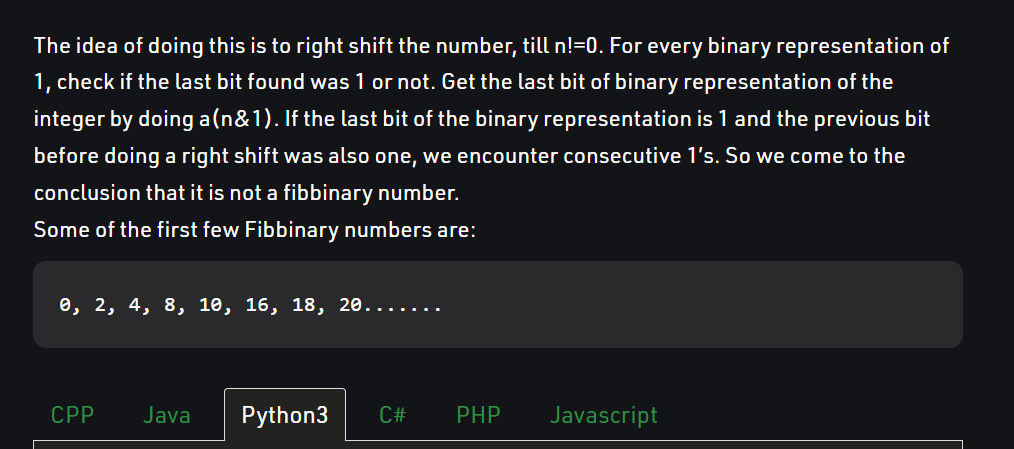 The idea of doing this is to right shift the number, till n!=0. For every binary representation of
1, check if the last bit found was 1 or not. Get the last bit of binary representation of the
integer by doing a(n&1). If the last bit of the binary representation is 1 and the previous bit
before doing a right shift was also one, we encounter consecutive 1’s. So we come to the
conclusion that it is not a fibbinary number.
Some of the first few Fibbinary numbers are:
0, 2, 4, 8, 10, 16, 18, 20.......
CPP Java Python3 C# PHP Javascript